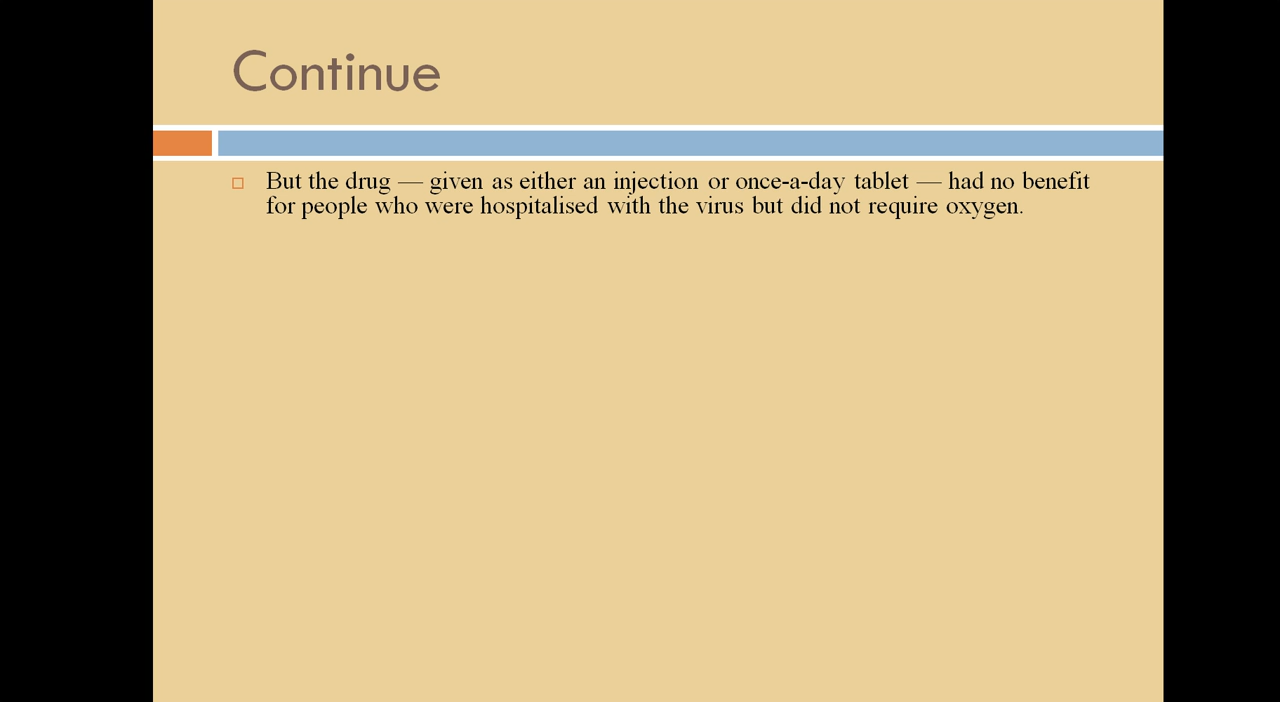 Continue
But the drug — given as either an injection or once-a-day tablet — had no benefit
for people who were hospitalised with the virus but did not require oxygen.